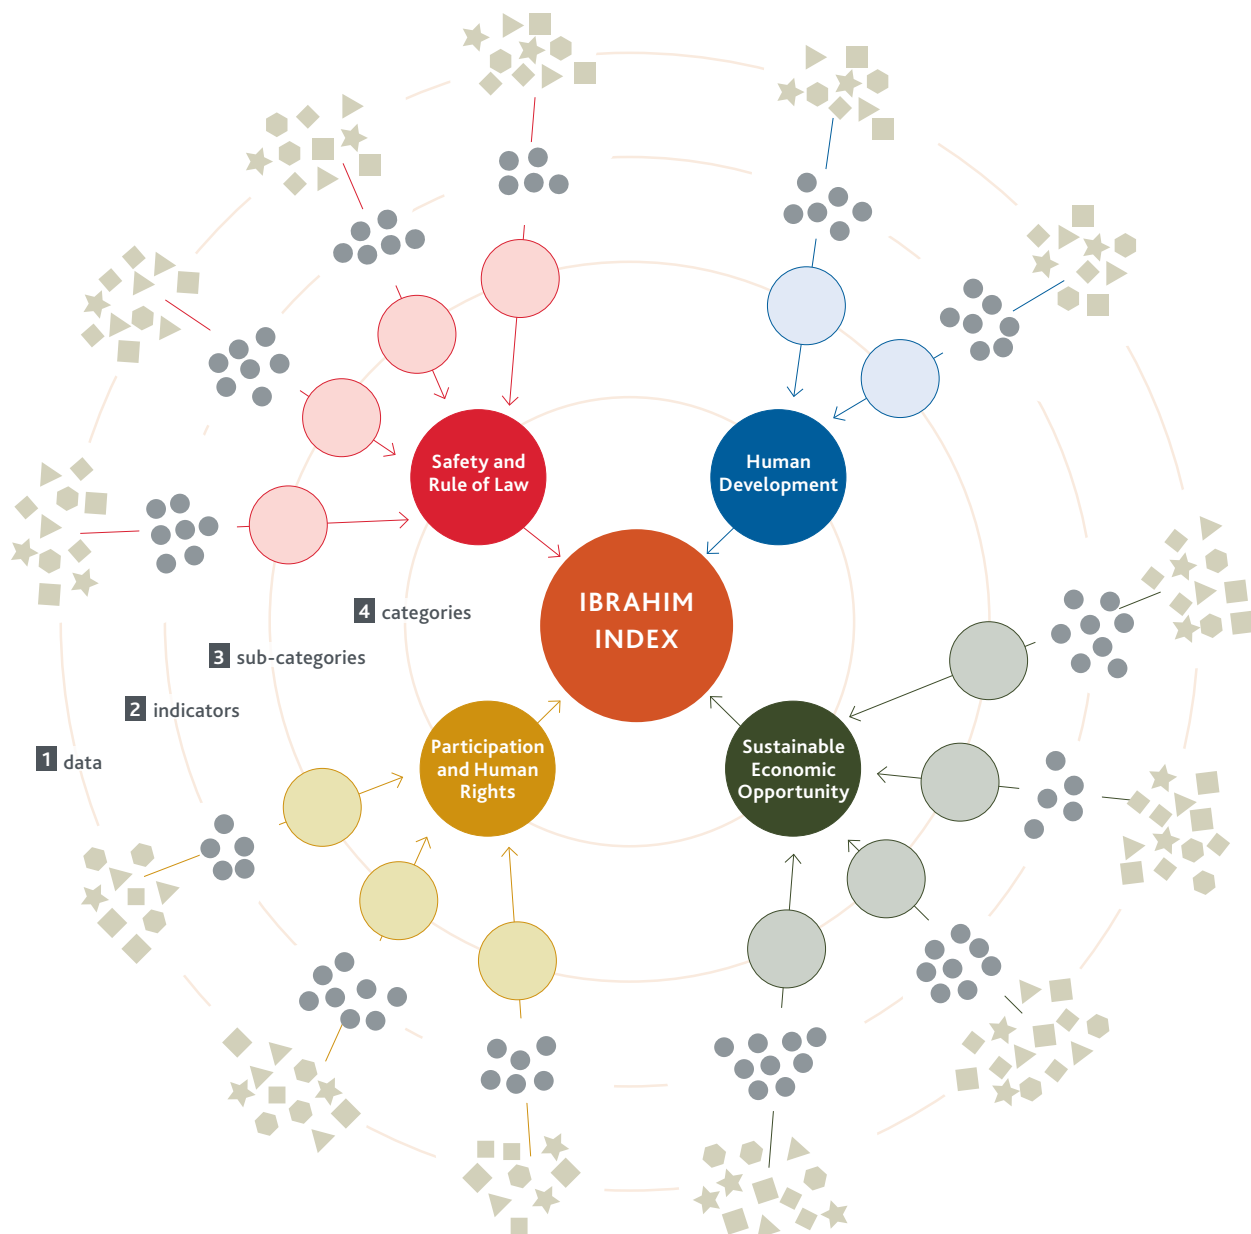 Safety and
Rule of Law
Human
Development
IBRAHIM
INDEX
4 categories
3 sub-categories
2 indicators
1 data
Participation
and Human
Rights
Sustainable
Economic
Opportunity